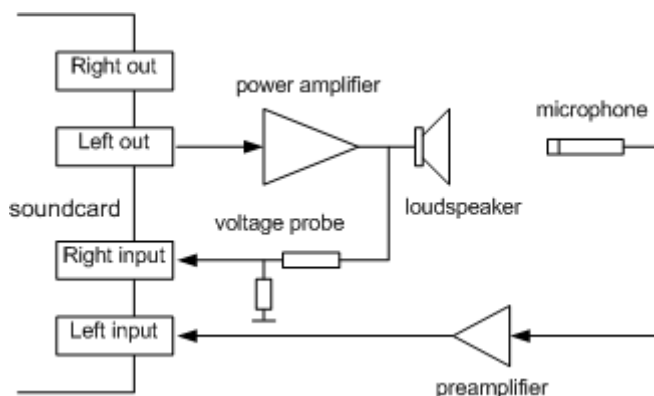 Right out
power amplifier
microphone
Left out
soundcard
loudspeaker
voltage probe
Right input
Left input
preamplifier